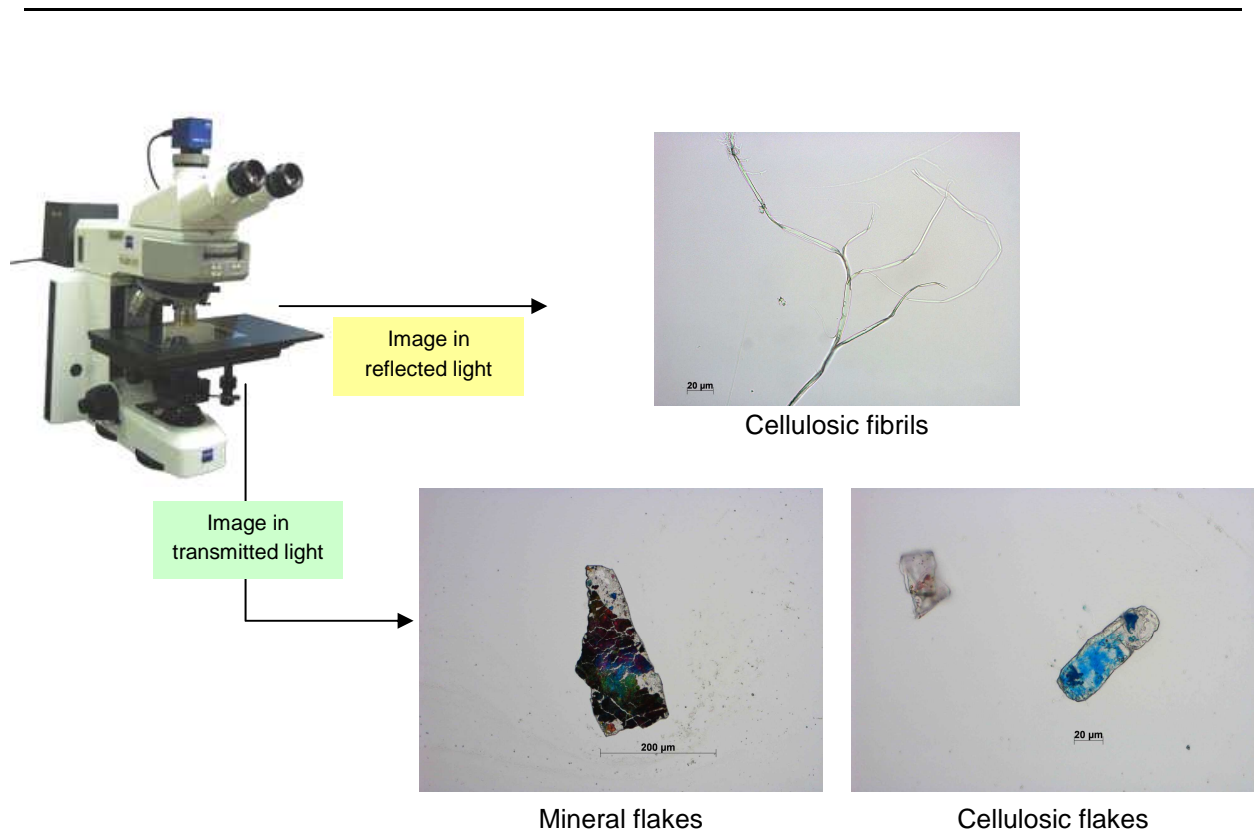 Image in
reflected light
20 µm
Cellulosic fibrils
Image in
transmitted light
200 µm
20 µm
Mineral flakes
Cellulosic flakes